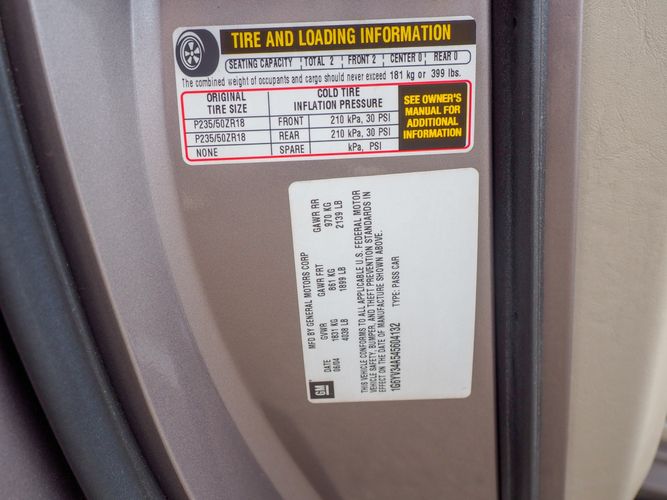 TIRE AND LOADING INFORMATION
SEATING CAPACITY TOTAL 2 FRONT 2 CENTER 0 REAR 0
The combined weight of occupants and cargo should never exceed 181 kg or 399 lbs.
ORIGINAL TIRE SIZE COLD TIRE INFLATION PRESSURE
P235/50ZR18 FRONT 210 kPa, 30 PSI
P235/50ZR18 REAR 210 kPa, 30 PSI
NONE SPARE kPa, PSI
SEE OWNER'S
MANUAL FOR
ADDITIONAL
INFORMATION
GM
MFD BY GENERAL MOTORS CORP
DATE GVWR GAWR FRT GAWR RR
06/04 1831 KG 861 KG 970 KG
4038 LB 1899 LB 2139 LB
THIS VEHICLE CONFORMS TO ALL APPLICABLE U.S. FEDERAL MOTOR
VEHICLE SAFETY, BUMPER, AND THEFT PREVENTION STANDARDS IN
EFFECT ON THE DATE OF MANUFACTURE SHOWN ABOVE.
1G6YV34A545604132 TYPE: PASS CAR